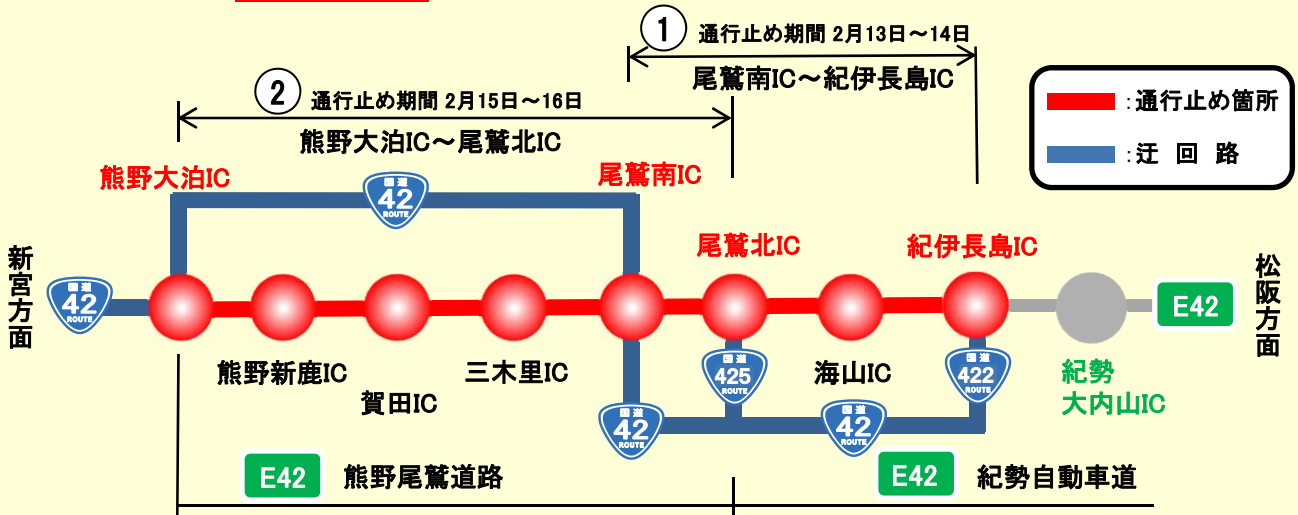 ① 通行止め期間 2月13日～14日
尾鷲南IC～紀伊長島IC
② 通行止め期間 2月15日～16日
熊野大泊IC～尾鷲北IC
：通行止め箇所
：迂回路
熊野大泊IC
国道
42
ROUTE
尾鷲南IC
尾鷲北IC
紀伊長島IC
新宮方面
国道
42
ROUTE
E42
松阪方面
熊野新鹿IC
賀田IC
三木里IC
国道
425
ROUTE
海山IC
国道
422
ROUTE
紀勢
大内山IC
国道
42
ROUTE
国道
42
ROUTE
E42 熊野尾鷲道路
E42 紀勢自動車道